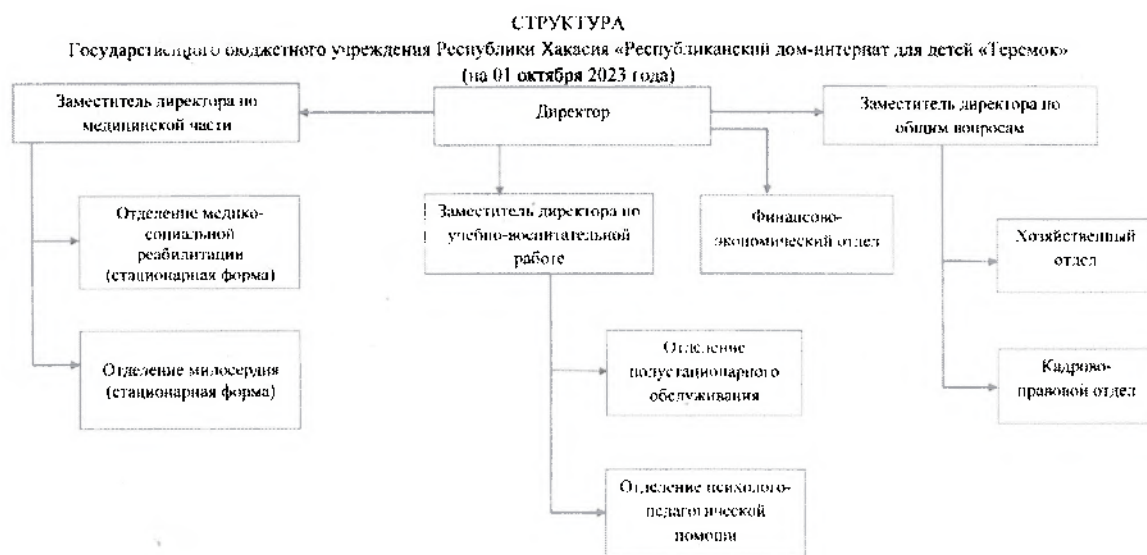 СТРУКТУРА
Государственного бюджетного учреждения Республики Хакасия «Республиканский дом-интернат для детей «Теремок»
(на 01 октября 2023 года)
Заместитель директора по
медицинской части
Директор
Заместитель директора по
общим вопросам
Отделение медико-
социальной
реабилитации
(стационарная форма)
Заместитель директора по
учебно-воспитательной
работе
Финансово-
экономический отдел
Хозяйственный
отдел
Отделение милосердия
(стационарная форма)
Отделение
полустационарного
обслуживания
Кадрово-
правовой отдел
Отделение психолого-
педагогической
помощи